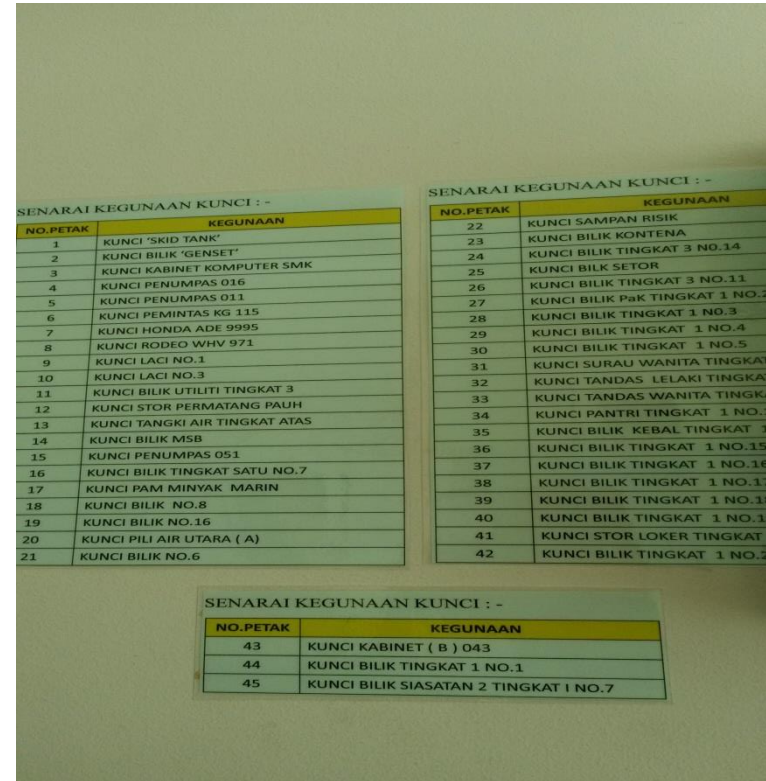 SENARAI KEGUNAAN KUNCI : -
NO.PETAK KEGUNAAN
1 KUNCI 'SKID TANK'
2 KUNCI BILIK 'GENSET'
3 KUNCI KABINET KOMPUTER SMK
4 KUNCI PENUMPAS 016
5 KUNCI PENUMPAS 011
6 KUNCI PEMINTAS KG 115
7 KUNCI HONDA ADE 9995
8 KUNCI RODEO WHV 971
9 KUNCI LACI NO.1
10 KUNCI LACI NO.3
11 KUNCI BILIK UTILITI TINGKAT 3
12 KUNCI STOR PERMATANG PAUH
13 KUNCI TANGKI AIR TINGKAT ATAS
14 KUNCI BILIK MSB
15 KUNCI PENUMPAS 051
16 KUNCI BILIK TINGKAT SATU NO.7
17 KUNCI PAM MINYAK MARIN
18 KUNCI BILIK NO.8
19 KUNCI BILIK NO.16
20 KUNCI PILI AIR UTARA ( A)
21 KUNCI BILIK NO.6
SENARAI KEGUNAAN KUNCI : -
NO.PETAK KEGUNAAN
22 KUNCI SAMPAN RISIK
23 KUNCI BILIK KONTENA
24 KUNCI BILIK TINGKAT 3 N0.14
25 KUNCI BILK SETOR
26 KUNCI BILIK TINGKAT 3 NO.11
27 KUNCI BILIK PaK TINGKAT 1 NO.
28 KUNCI BILIK TINGKAT 1 N0.3
29 KUNCI BILIK TINGKAT 1 NO.4
30 KUNCI BILIK TINGKAT 1 NO.5
31 KUNCI SURAU WANITA TINGKAT
32 KUNCI TANDAS LELAKI
33 KUNCI TANDAS WANITA
34 KUNCI PANTRI TINGKAT 1 NO.
35 KUNCI BILIK KEBAL TINGKAT
36 KUNCI BILIK TINGKAT 1 NO.15
37 KUNCI BILIK TINGKAT 1 NO.16
38 KUNCI BILIK TINGKAT 1 NO.
39 KUNCI BILIK TINGKAT 1 NO.
40 KUNCI BILIK TINGKAT 1 NO.
41 KUNCI STOR LOKER TINGKAT
42 KUNCI BILIK TINGKAT 1 NO.
SENARAI KEGUNAAN KUNCI : -
NO.PETAK KEGUNAAN
43 KUNCI KABINET ( B ) 043
44 KUNCI BILIK TINGKAT 1 NO.1
45 KUNCI BILIK SIASATAN 2 TINGKAT I NO.7